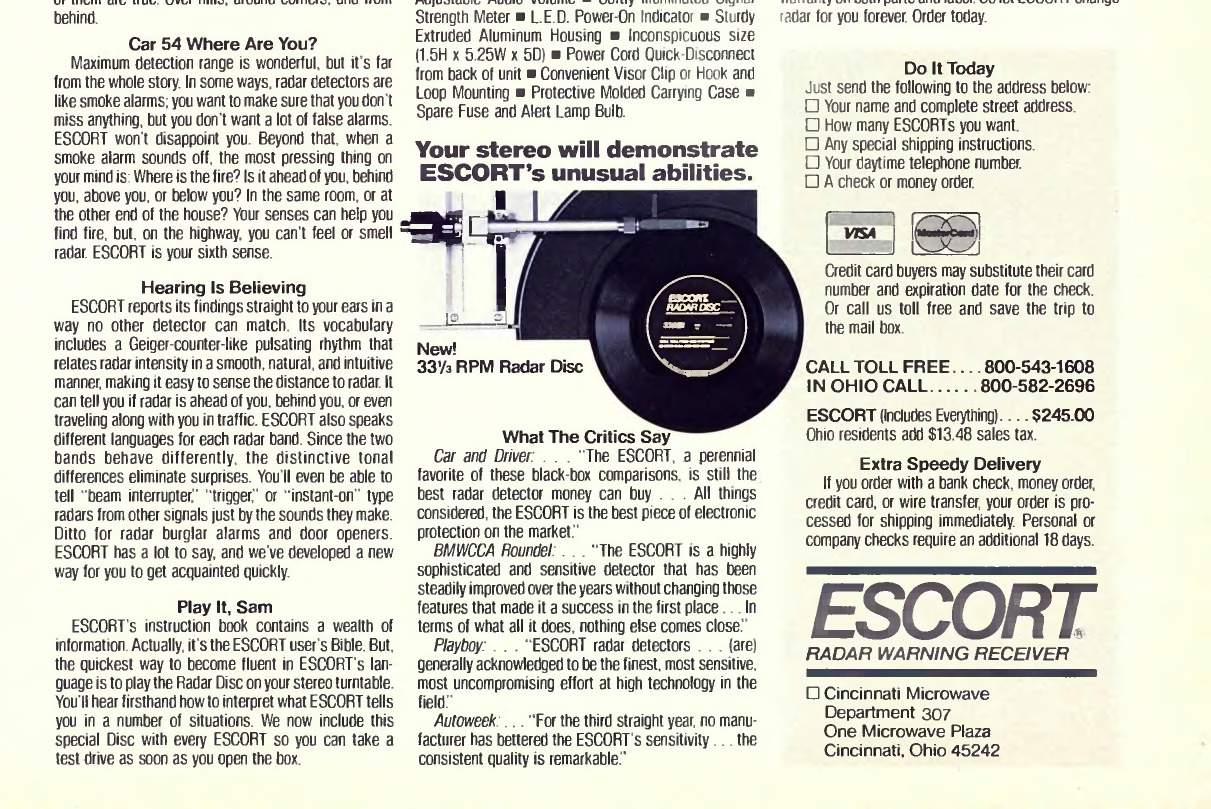 of them are true. Over hills, around corners, and from
behind.
Car 54 Where Are You?
Maximum detection range is wonderful, but it's far
from the whole story. In some ways, radar detectors are
like smoke alarms; you want to make sure that you don't
miss anything, but you don't want a lot of false alarms.
ESCORT won't disappoint you. Beyond that, when a
smoke alarm sounds off, the most pressing thing on
your mind is: Where is the fire? Is it ahead of you, behind
you, above you, or below you? In the same room, or at
the other end of the house? Your senses can help you
find fire, but, on the highway, you can't feel or smell
radar. ESCORT is your sixth sense.
Hearing Is Believing
ESCORT reports its findings straight to your ears in a
way no other detector can match. Its vocabulary
includes a Geiger-counter-like pulsating rhythm that
relates radar intensity in a smooth, natural, and intuitive
manner, making it easy to sense the distance to radar. It
can tell you if radar is ahead of you, behind you, or even
traveling along with you in traffic. ESCORT also speaks
different languages for each radar band. Since the two
bands behave differently, the distinctive tonal
differences eliminate surprises. You'll even be able to
tell "beam interrupter," "trigger," or "instant-on" type
radars from other signals just by the sounds they make.
Ditto for radar burglar alarms and door openers.
ESCORT has a lot to say, and we've developed a new
way for you to get acquainted quickly.
Play It, Sam
ESCORT's instruction book contains a wealth of
information. Actually, it's the ESCORT user's Bible. But,
the quickest way to become fluent in ESCORT's lan-
guage is to play the Radar Disc on your stereo turntable.
You'll hear firsthand how to interpret what ESCORT tells
you in a number of situations. We now include this
special Disc with every ESCORT so you can take a
test drive as soon as you open the box.
Adjustable Audio Volume ■ Softly Illuminated Signal
Strength Meter ■ L.E.D. Power-On Indicator ■ Sturdy
Extruded Aluminum Housing ■ Inconspicuous size
(1.5H x 5.25W x 5D) ■ Power Cord Quick-Disconnect
from back of unit ■ Convenient Visor Clip or Hook and
Loop Mounting ■ Protective Molded Carrying Case ■
Spare Fuse and Alert Lamp Bulb.
Your stereo will demonstrate
ESCORT's unusual abilities.
ESCORT
RADAR DISC
New!
33⅓ RPM Radar Disc
What The Critics Say
Car and Driver: . . . "The ESCORT, a perennial
favorite of these black-box comparisons, is still the
best radar detector money can buy . . . All things
considered, the ESCORT is the best piece of electronic
protection on the market."
BMWCCA Roundel: . . . "The ESCORT is a highly
sophisticated and sensitive detector that has been
steadily improved over the years without changing those
features that made it a success in the first place . . . In
terms of what all it does, nothing else comes close."
Playboy: . . . "ESCORT radar detectors . . . (are)
generally acknowledged to be the finest, most sensitive,
most uncompromising effort at high technology in the
field."
Autoweek: . . . "For the third straight year, no manu-
facturer has bettered the ESCORT's sensitivity . . . the
consistent quality is remarkable."
warranty on both parts and labor. So let ESCORT change
radar for you forever. Order today.
Do It Today
Just send the following to the address below:
☐ Your name and complete street address.
☐ How many ESCORTs you want.
☐ Any special shipping instructions.
☐ Your daytime telephone number.
☐ A check or money order.
VISA MasterCard
Credit card buyers may substitute their card
number and expiration date for the check.
Or call us toll free and save the trip to
the mail box.
CALL TOLL FREE. . . . 800-543-1608
IN OHIO CALL. . . . . . 800-582-2696
ESCORT (Includes Everything). . . . $245.00
Ohio residents add $13.48 sales tax.
Extra Speedy Delivery
If you order with a bank check, money order,
credit card, or wire transfer, your order is pro-
cessed for shipping immediately. Personal or
company checks require an additional 18 days.
ESCORT®
RADAR WARNING RECEIVER
☐ Cincinnati Microwave
Department 307
One Microwave Plaza
Cincinnati, Ohio 45242